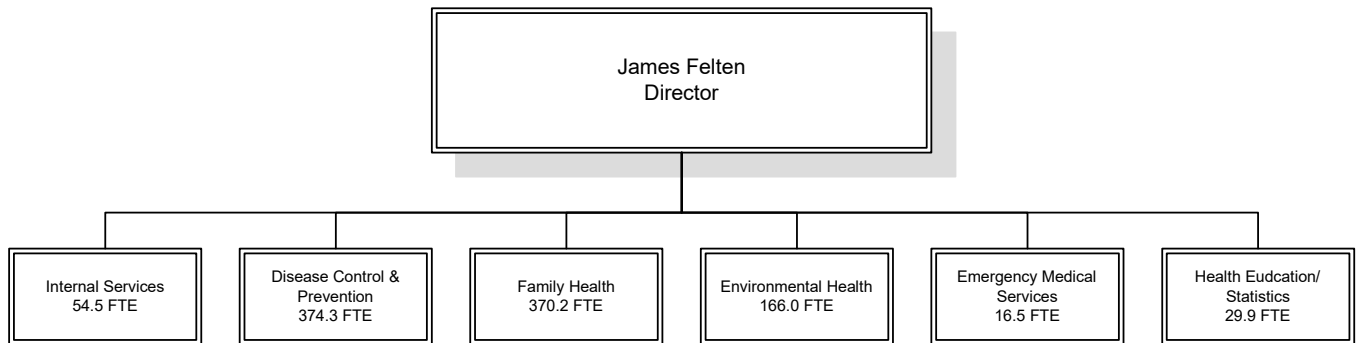 James Felten
Director
Internal Services
54.5 FTE
Disease Control &
Prevention
374.3 FTE
Family Health
370.2 FTE
Environmental Health
166.0 FTE
Emergency Medical
Services
16.5 FTE
Health Eudcation/
Statistics
29.9 FTE